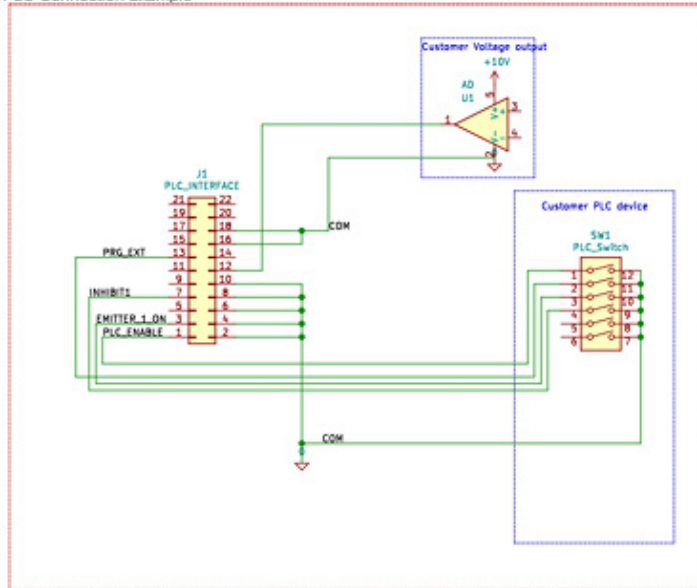 Customer Voltage output
+10V
AD
U1
5
3
1
V+
+
V-
-
4
2
J1
PLC_INTERFACE
21 22
19 20
17 18
15 16
13 14
11 12
9 10
7 8
5 6
3 4
1 2
COM
PRG_EXT
INHIBIT1
EMITTER_1_ON
PLC_ENABLE
Customer PLC device
SW1
PLC_Switch
1 12
2 11
3 10
4 9
5 8
6 7
COM
0